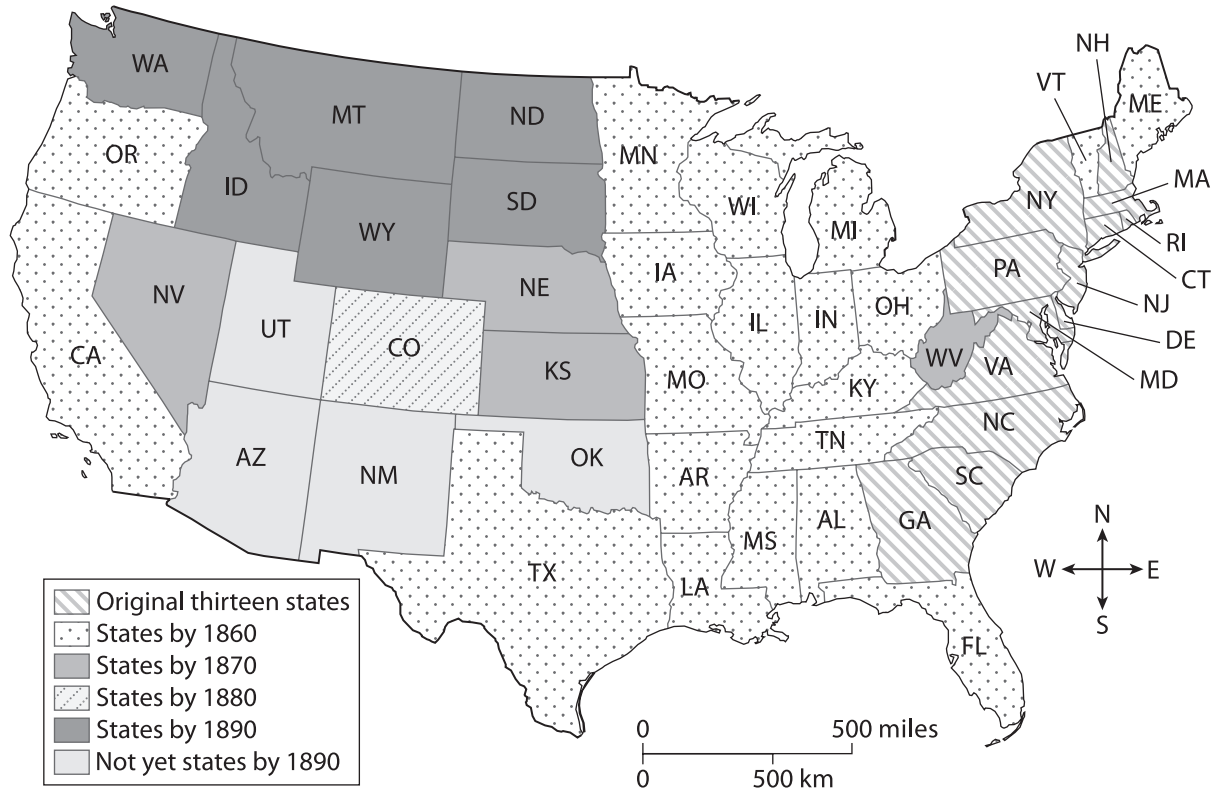 NH
VT
ME
WA
MT
ND
MN
OR
ID
SD
WI
MI
NY
MA
WY
RI
CT
PA
NJ
IA
NE
NV
UT
CO
IL
IN
OH
DE
WV
VA
MD
CA
KS
MO
KY
NC
TN
AZ
NM
OK
AR
SC
GA
AL
MS
TX
LA
FL
N
W E
S
Original thirteen states
States by 1860
States by 1870
States by 1880
States by 1890
Not yet states by 1890
0 500 miles
0 500 km